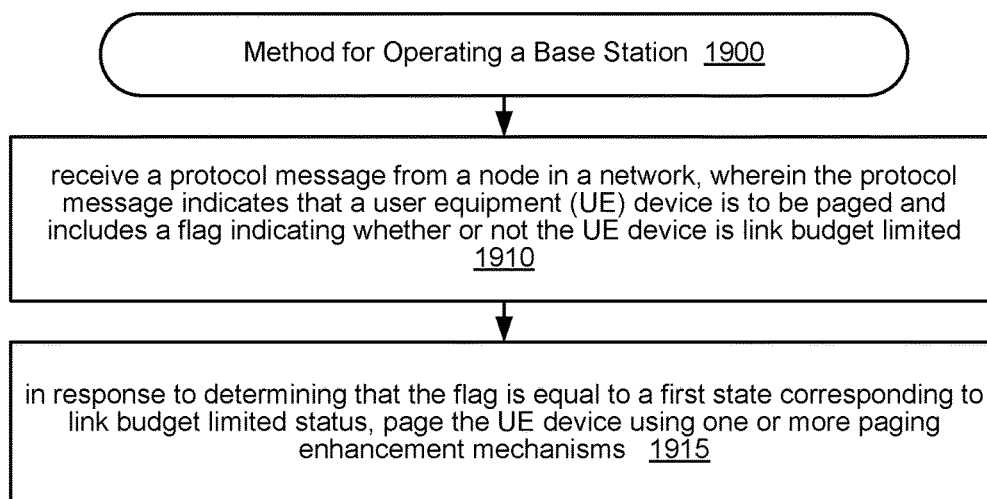 Method for Operating a Base Station 1900
receive a protocol message from a node in a network, wherein the protocol
message indicates that a user equipment (UE) device is to be paged and
includes a flag indicating whether or not the UE device is link budget limited
1910
in response to determining that the flag is equal to a first state corresponding to
link budget limited status, page the UE device using one or more paging
enhancement mechanisms 1915